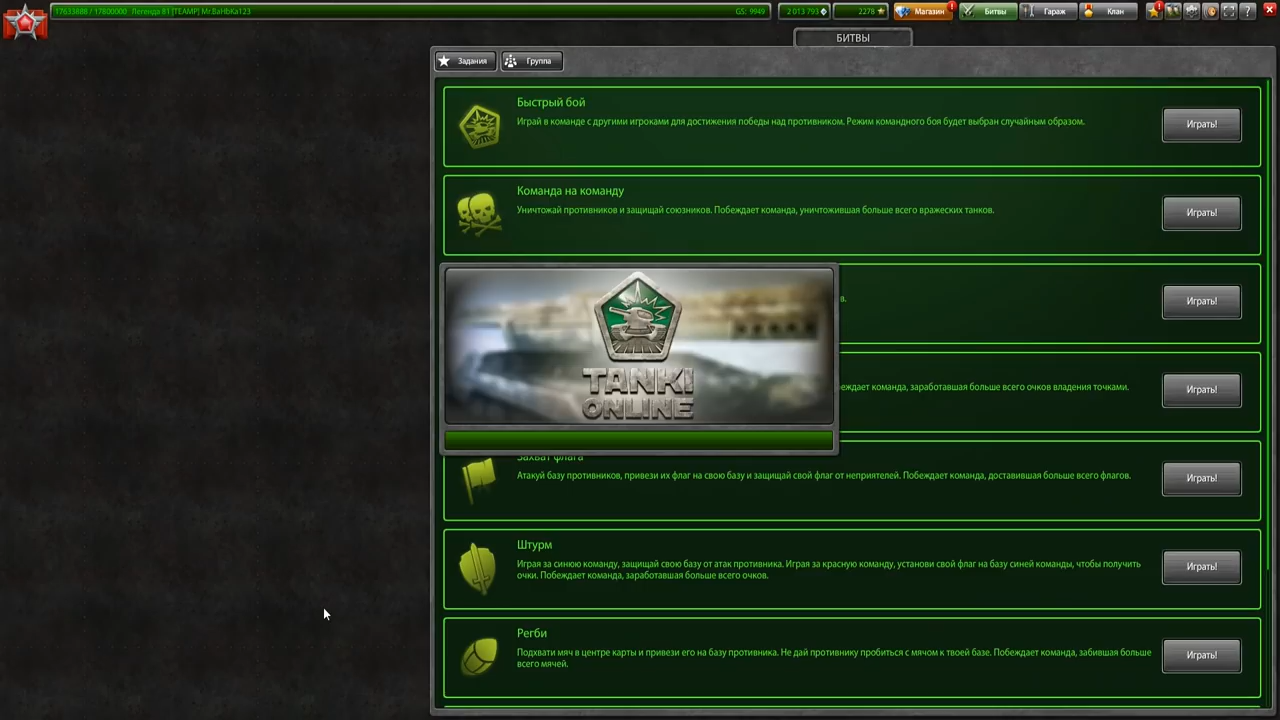 17633888 / 17800000 Легенда 81 [TEAMP] Mr.BaHbKa123
GS: 9949
2 013 793
2278
Магазин
Битвы
Гараж
Клан
?
БИТВЫ
Задания
Группа
Быстрый бой
Играй в команде с другими игроками для достижения победы над противником. Режим командного боя будет выбран случайным образом.
Играть!
Команда на команду
Уничтожай противников и защищай союзников. Побеждает команда, уничтожившая больше всего вражеских танков.
Играть!
в.
Играть!
TANKI
ONLINE
еждает команда, заработавшая больше всего очков владения точками.
Играть!
Захват флага
Атакуй базу противников, привези их флаг на свою базу и защищай свой флаг от неприятелей. Побеждает команда, доставившая больше всего флагов.
Играть!
Штурм
Играя за синюю команду, защищай свою базу от атак противника. Играя за красную команду, установи свой флаг на базу синей команды, чтобы получить
очки. Побеждает команда, заработавшая больше всего очков.
Играть!
Регби
Подхвати мяч в центре карты и привези его на базу противника. Не дай противнику пробиться с мячом к твоей базе. Побеждает команда, забившая больше
всего мячей.
Играть!